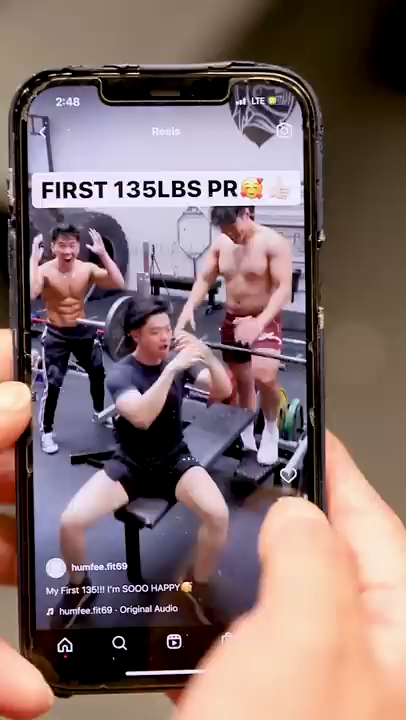 2:48
LTE
Reels
FIRST 135LBS PR🥰👍🏻
humfee.fit69
My First 135!!! I'm SOOO HAPPY🥰
humfee.fit69 · Original Audio